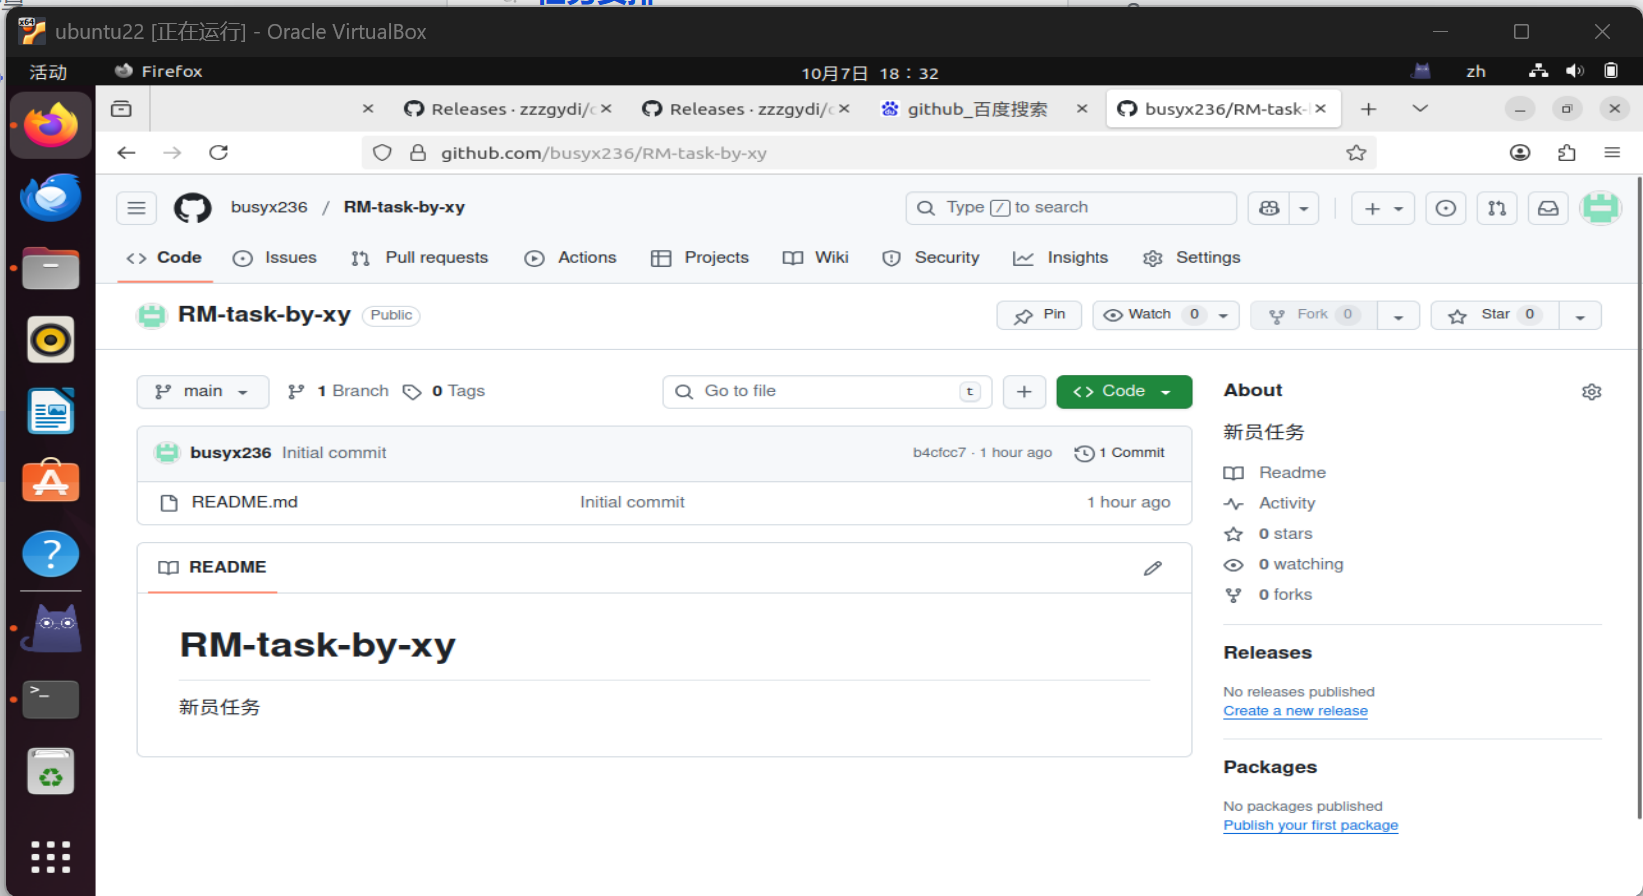 ubuntu22 [正在运行] - Oracle VirtualBox
活动 Firefox 10月7日 18：32 zh
Releases · zzzgydi/c Releases · zzzgydi/c github_百度搜索 busyx236/RM-task-
github.com/busyx236/RM-task-by-xy
busyx236 / RM-task-by-xy Type / to search
Code Issues Pull requests Actions Projects Wiki Security Insights Settings
RM-task-by-xy Public Pin Watch 0 Fork 0 Star 0
main 1 Branch 0 Tags Go to file t Code
busyx236 Initial commit b4cfcc7 · 1 hour ago 1 Commit
README.md Initial commit 1 hour ago
README
RM-task-by-xy
新员任务
About
新员任务
Readme
Activity
0 stars
0 watching
0 forks
Releases
No releases published
Create a new release
Packages
No packages published
Publish your first package